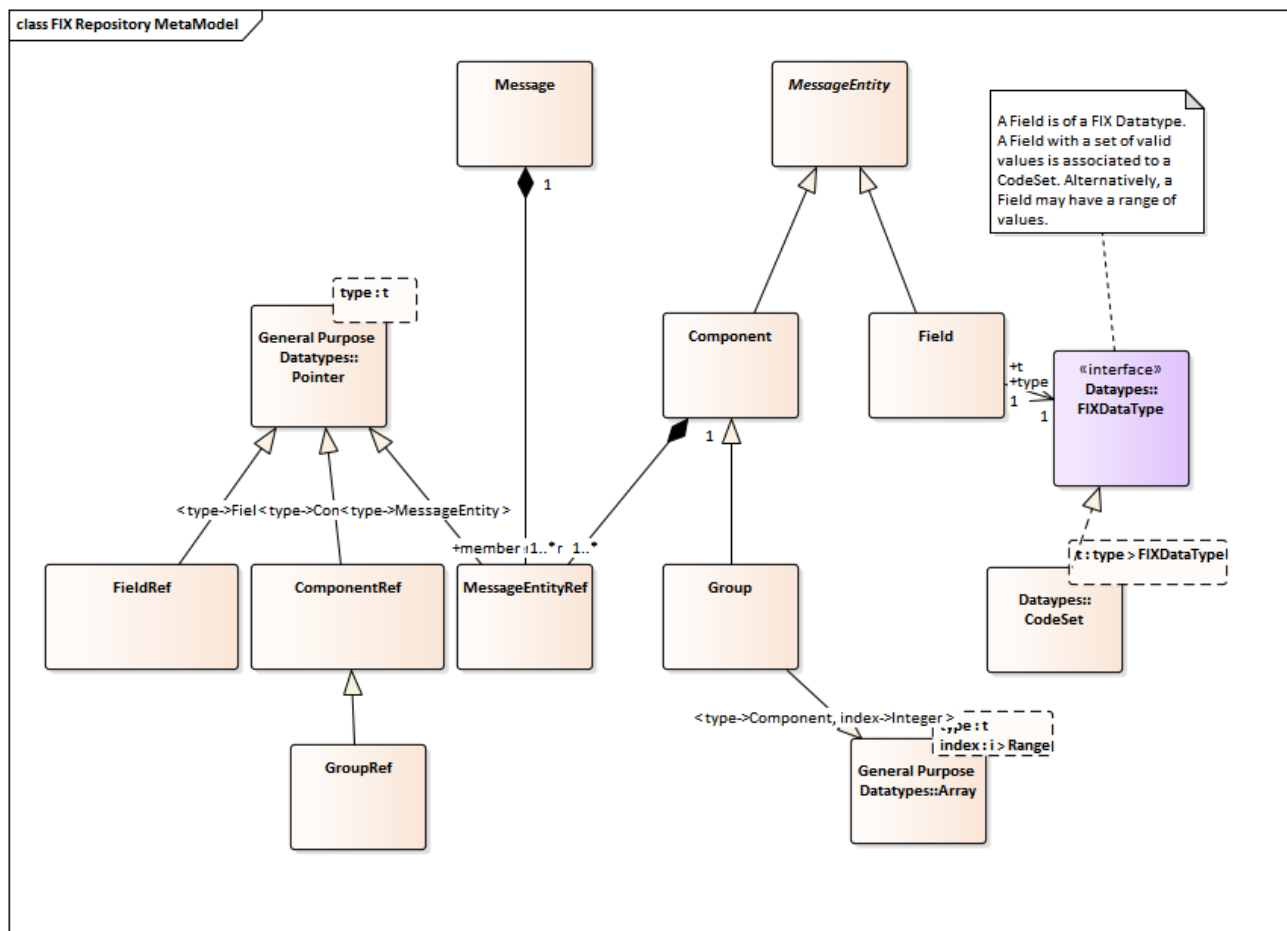 class FIX Repository MetaModel
Message
MessageEntity
A Field is of a FIX Datatype.
A Field with a set of valid
values is associated to a
CodeSet. Alternatively, a
Field may have a range of
values.
1
type : t
General Purpose
Datatypes::
Pointer
Component
Field
+t
+type
1
1
«interface»
Dataypes::
FIXDataType
1
<type->Fiel
<type->Con
<type->MessageEntity>
+member
1..*
r
1..*
t : type > FIXDataType
FieldRef
ComponentRef
MessageEntityRef
Group
Dataypes::
CodeSet
<type->Component, index->Integer>
type : t
index : i > Range
GroupRef
General Purpose
Datatypes::Array